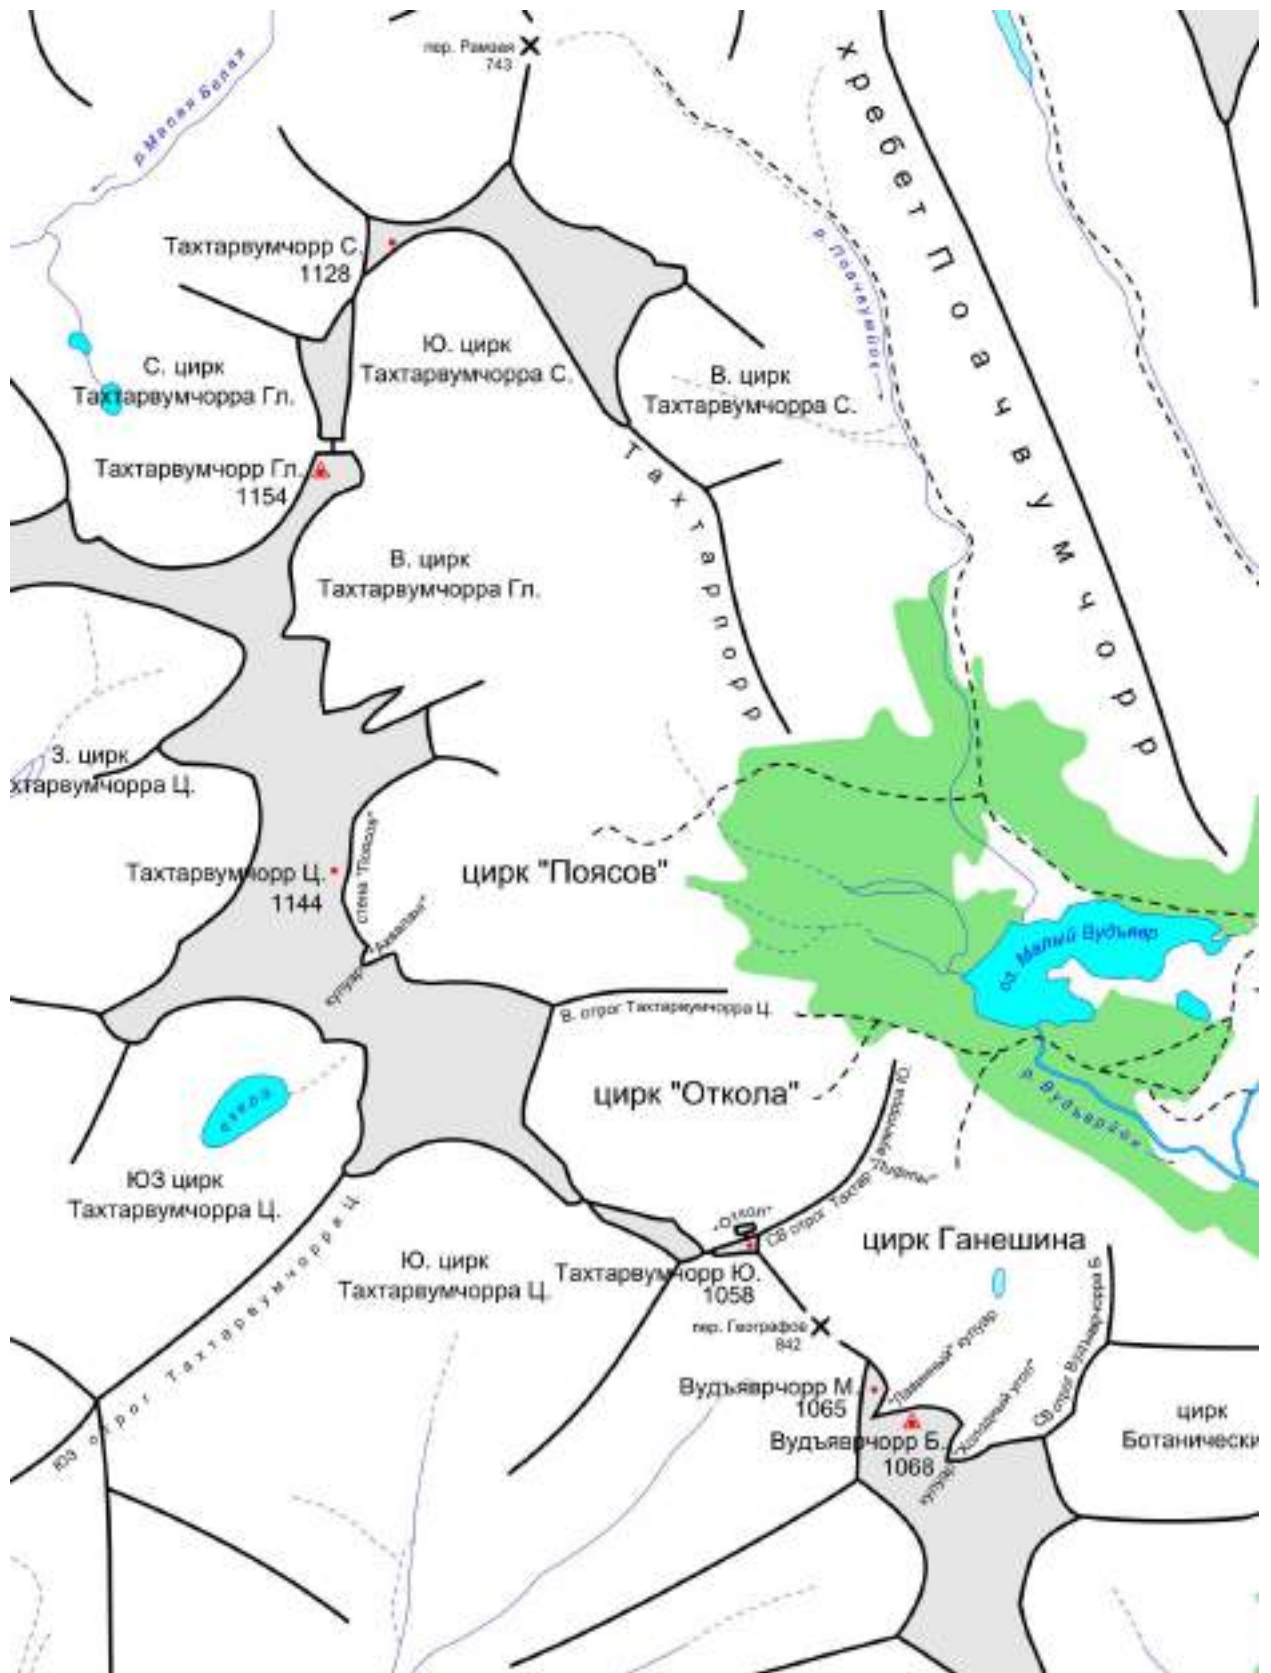 пер. Рамзая
743
р. Малая Белая
хребет Поачвумчорр
Тахтарвумчорр С.
1128
р. Поачвумйок
Ю. цирк
Тахтарвумчорра С.
С. цирк
Тахтарвумчорра Гл.
В. цирк
Тахтарвумчорра С.
Тахтарвумчорр Гл.
1154
Тахтарпорр
В. цирк
Тахтарвумчорра Гл.
З. цирк
хтарвумчорра Ц.
Тахтарвумчорр Ц.
1144
стена "Поясов"
цирк "Поясов"
кулуар "Акваланг"
оз. Малый Вудъявр
В. отрог Тахтарвумчорра Ц.
цирк "Откола"
р. Вудъяврйок
ЮЗ цирк
Тахтарвумчорра Ц.
ЮЗ отрог Тахтарвумчорра Ц.
"Откол"
СВ отрог Тахтарвумчорра Ю.
цирк Ганешина
Ю. цирк
Тахтарвумчорра Ц.
Тахтарвумчорр Ю.
1058
пер. Географов
842
"Лавинный" кулуар
СВ отрог Вудъяврчорра Б.
Вудъяврчорр М.
1065
Вудъяврчорр Б.
1068
кулуар "Холодный угол"
цирк
Ботанически